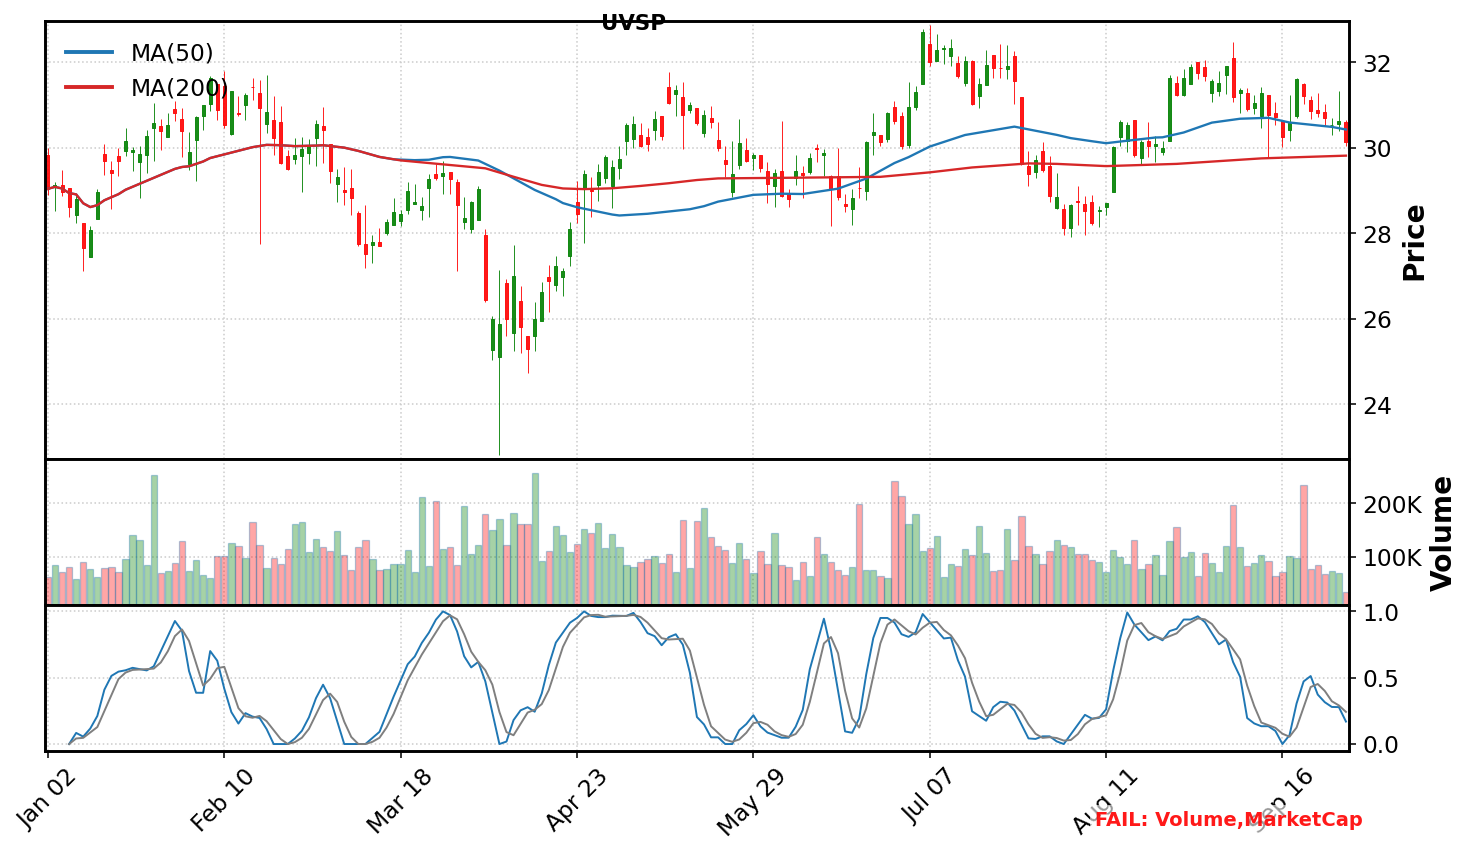 UVSP
MA(50)
MA(200)
32
30
28
26
24
Price
200K
100K
Volume
1.0
0.5
0.0
Jan 02
Feb 10
Mar 18
Apr 23
May 29
Jul 07
Aug 11
Sep 16
FAIL: Volume,MarketCap